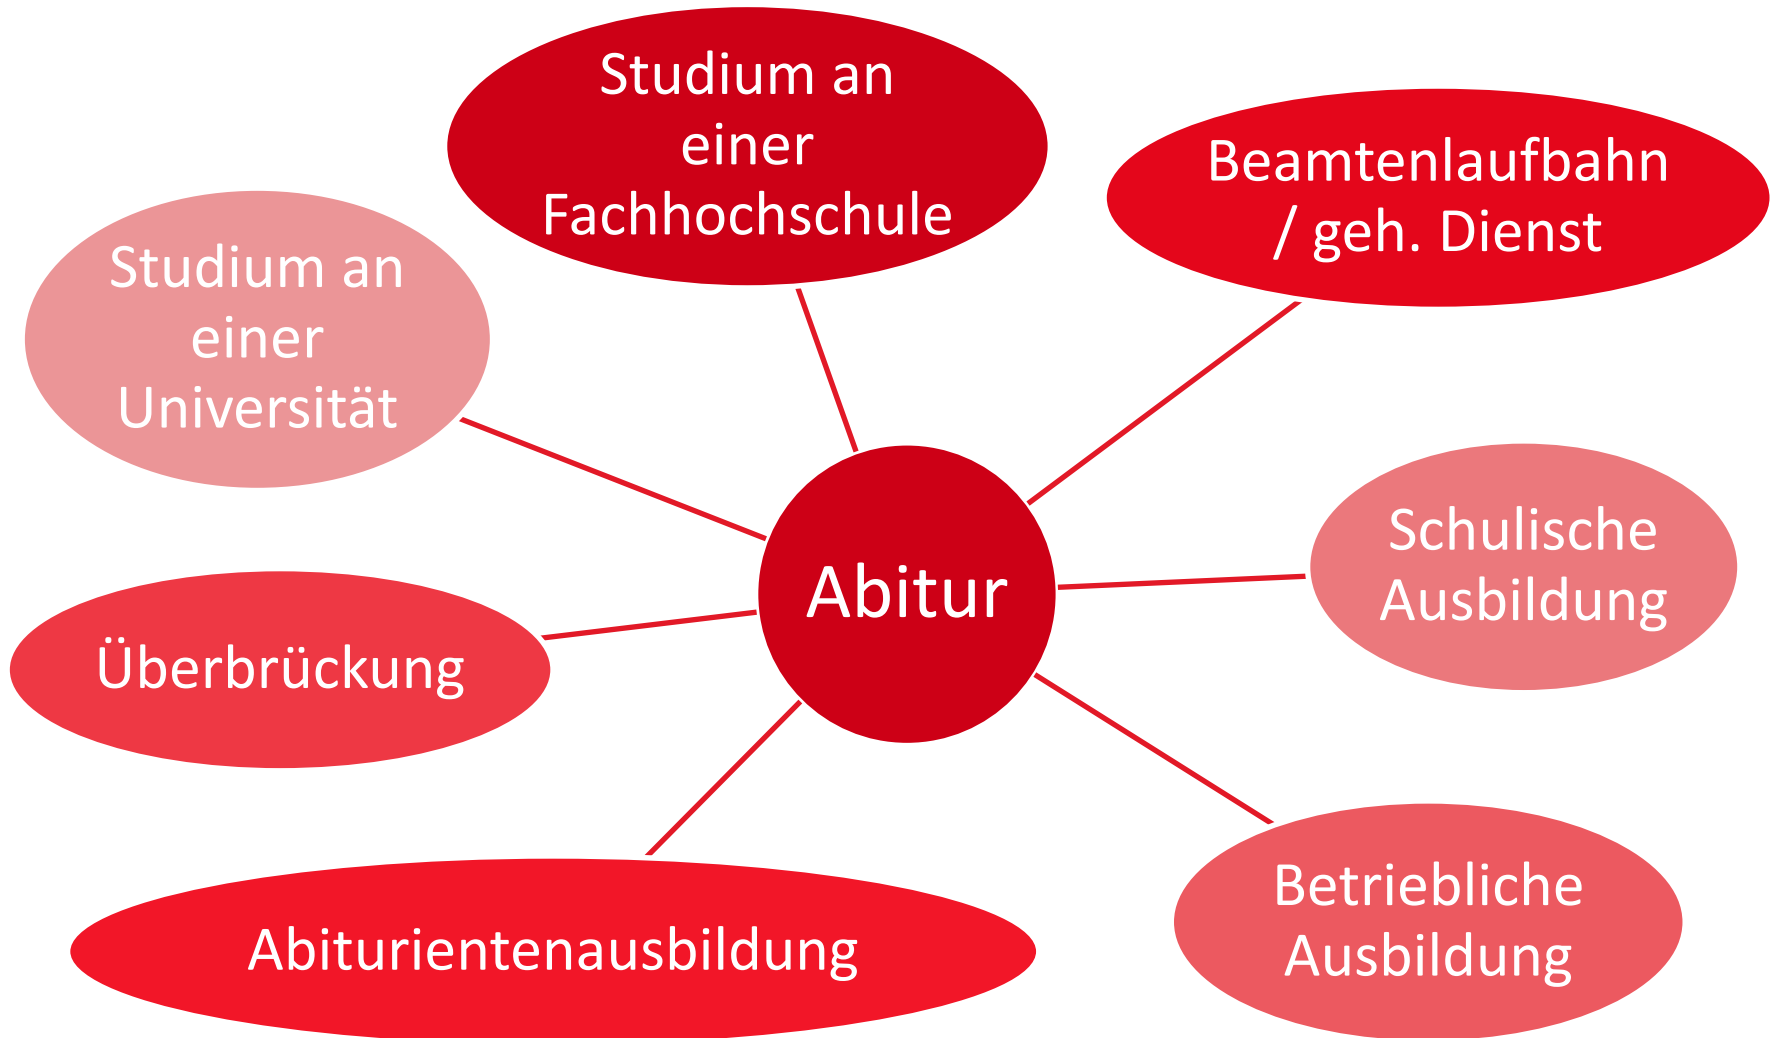 Studium an
einer
Fachhochschule
Beamtenlaufbahn
/ geh. Dienst
Studium an
einer
Universität
Schulische
Ausbildung
Abitur
Überbrückung
Betriebliche
Ausbildung
Abiturientenausbildung